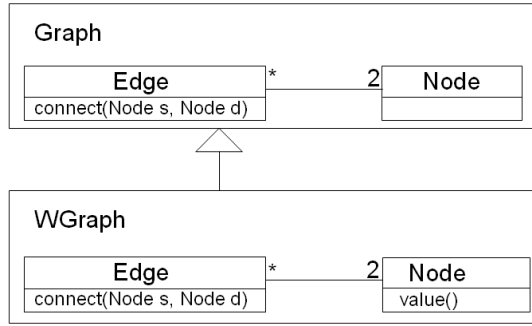 Graph
Edge * 2 Node
connect(Node s, Node d)
WGraph
Edge * 2 Node
connect(Node s, Node d) value()